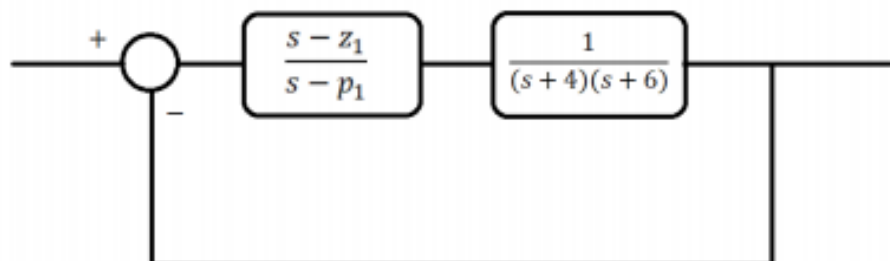 +
s − z₁
s − p₁
1
(s + 4)(s + 6)
−